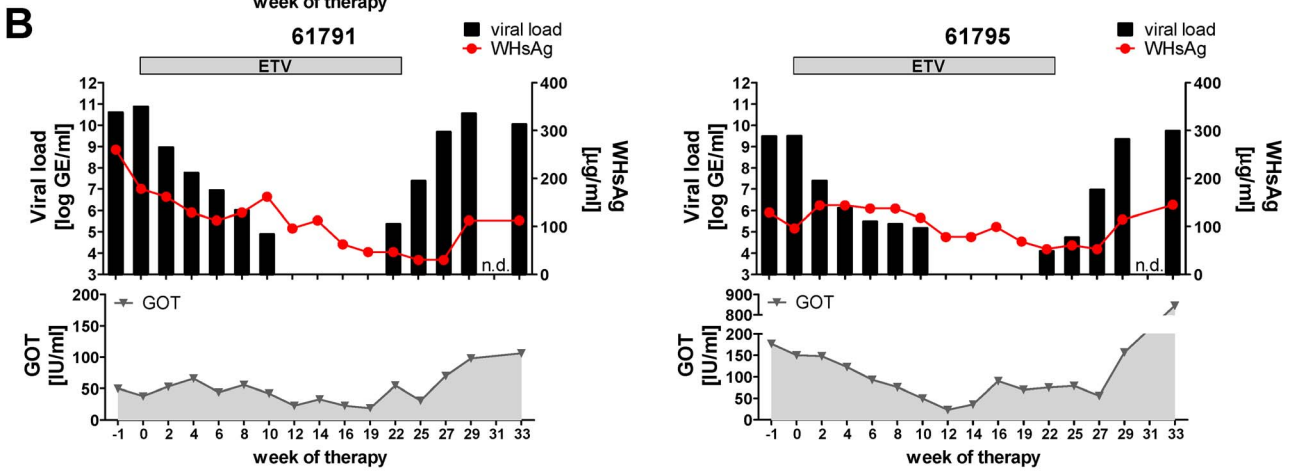 week of therapy
B
61791
viral load
WHsAg
ETV
Viral load
[log GE/ml]
12
11
10
9
8
7
6
5
4
3
400
300
200
100
0
WHsAg
[µg/ml]
n.d.
GOT
GOT
[IU/ml]
200
150
100
50
0
-1 0 2 4 6 8 10 12 14 16 19 22 25 27 29 31 33
week of therapy
61795
viral load
WHsAg
ETV
Viral load
[log GE/ml]
12
11
10
9
8
7
6
5
4
3
400
300
200
100
0
WHsAg
[µg/ml]
n.d.
GOT
GOT
[IU/ml]
900
800
200
150
100
50
0
-1 0 2 4 6 8 10 12 14 16 19 22 25 27 29 31 33
week of therapy